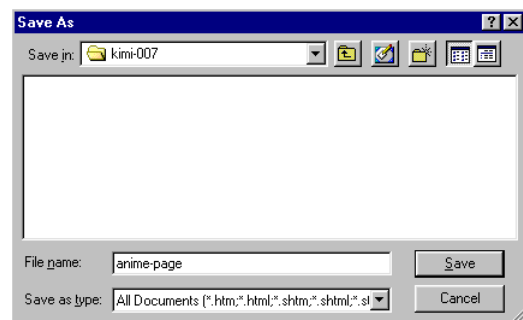 Save As
Save in: kimi-007
File name: anime-page Save
Save as type: All Documents (*.htm;*.html;*.shtm;*.shtml;*.sl Cancel